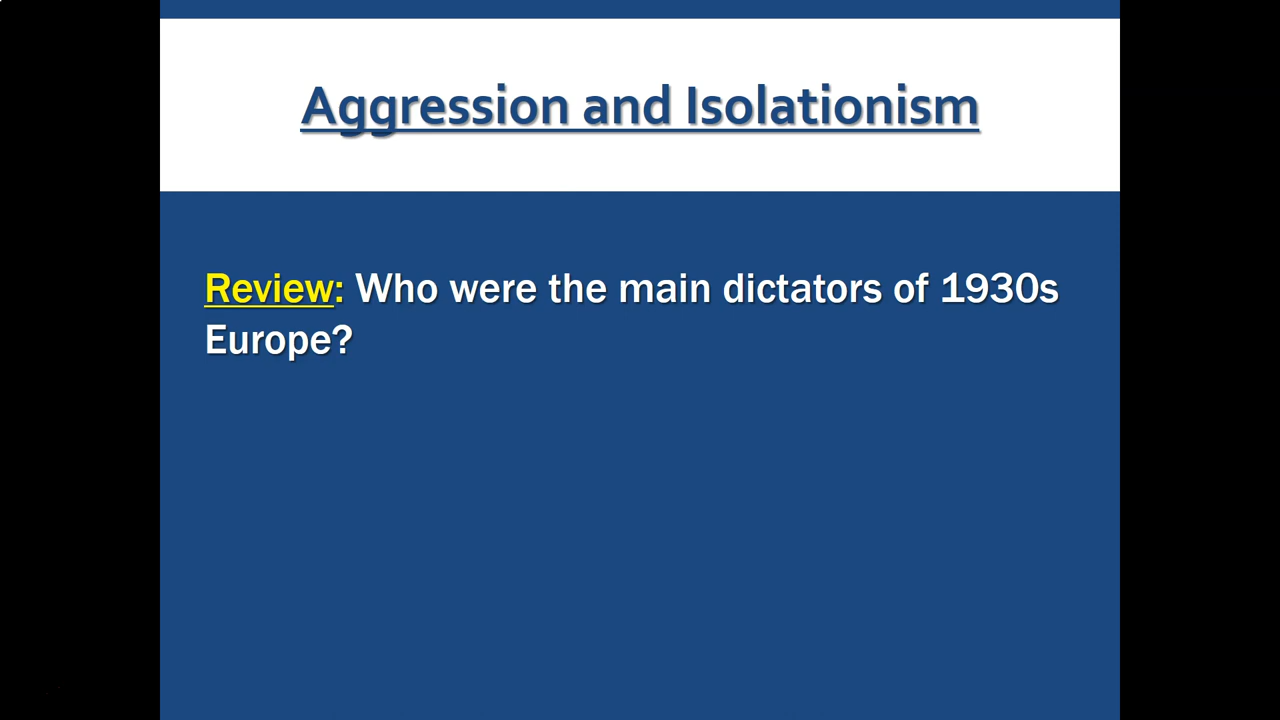 Aggression and Isolationism
Review: Who were the main dictators of 1930s
Europe?